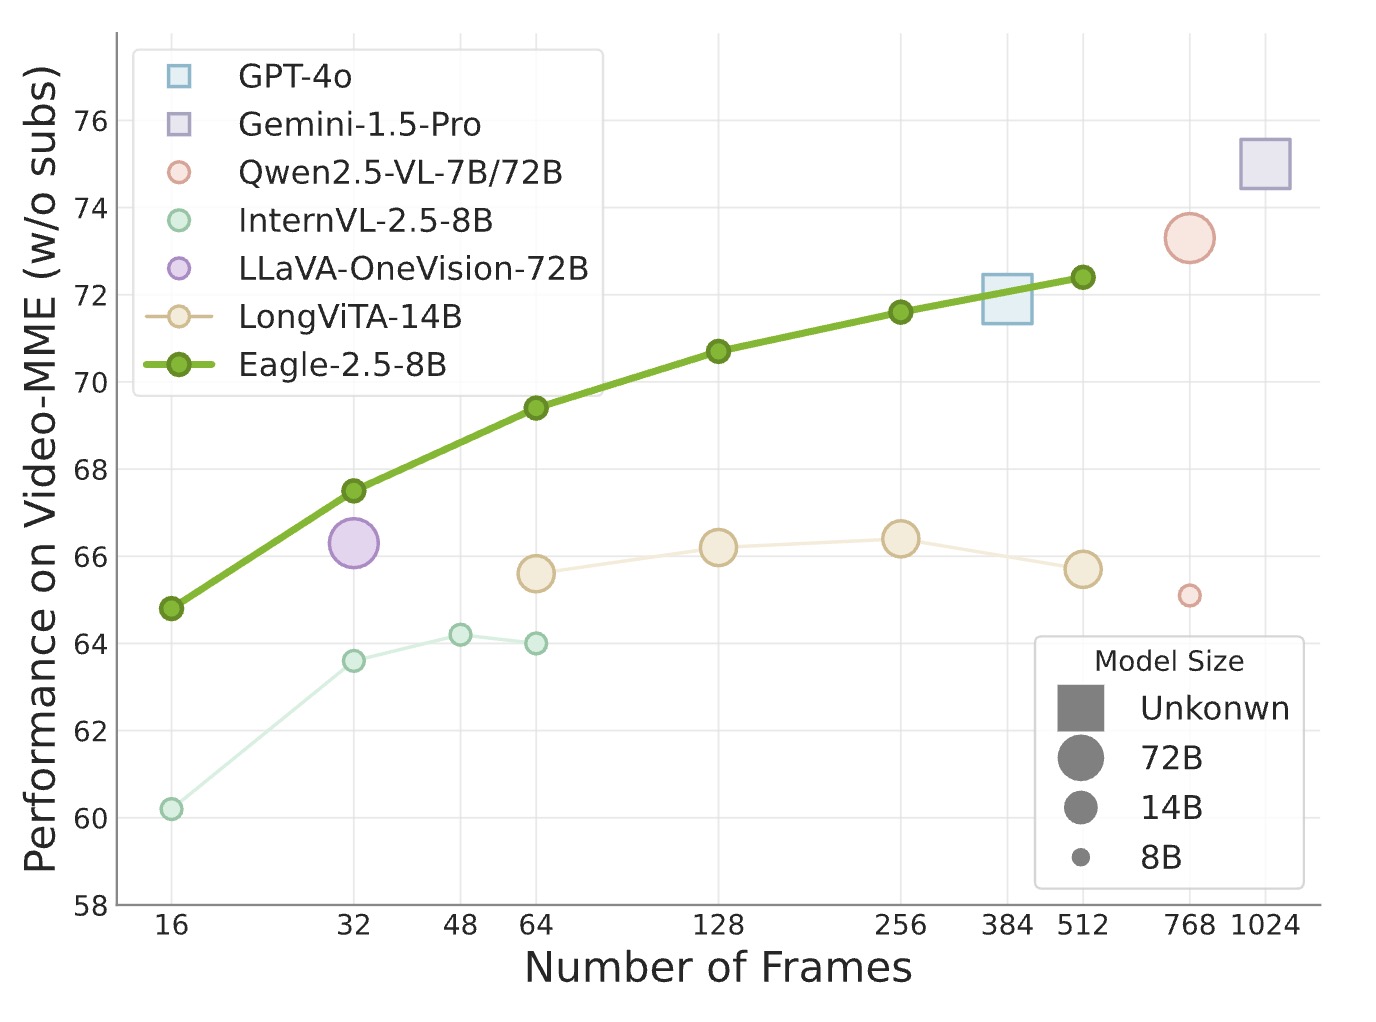 Performance on Video-MME (w/o subs)
76
74
72
70
68
66
64
62
60
58
GPT-4o
Gemini-1.5-Pro
Qwen2.5-VL-7B/72B
InternVL-2.5-8B
LLaVA-OneVision-72B
LongViTA-14B
Eagle-2.5-8B
Model Size
Unkonwn
72B
14B
8B
16 32 48 64 128 256 384 512 768 1024
Number of Frames